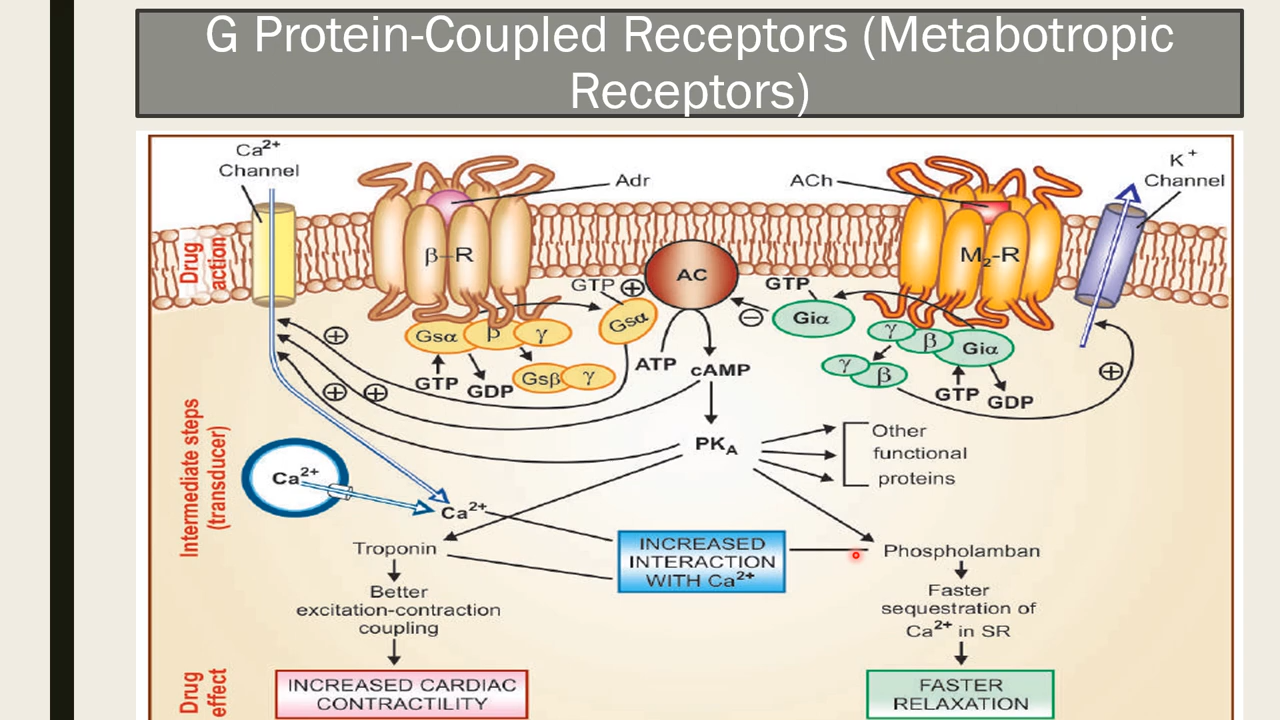 G Protein-Coupled Receptors (Metabotropic
Receptors)
Ca²⁺
Channel
Adr
ACh
K⁺
Channel
Drug
action
β–R
AC
M₂-R
GTP
GTP
Gsα
β
γ
Gsα
Giα
γ
β
Giα
GTP
GDP
Gsβ
γ
ATP
cAMP
γ
β
GTP
GDP
Intermediate steps
(transducer)
PKA
Other
functional
proteins
Ca²⁺
Ca²⁺
Troponin
INCREASED
INTERACTION
WITH Ca²⁺
Phospholamban
Better
excitation-contraction
coupling
Faster
sequestration of
Ca²⁺ in SR
Drug
effect
INCREASED CARDIAC
CONTRACTILITY
FASTER
RELAXATION